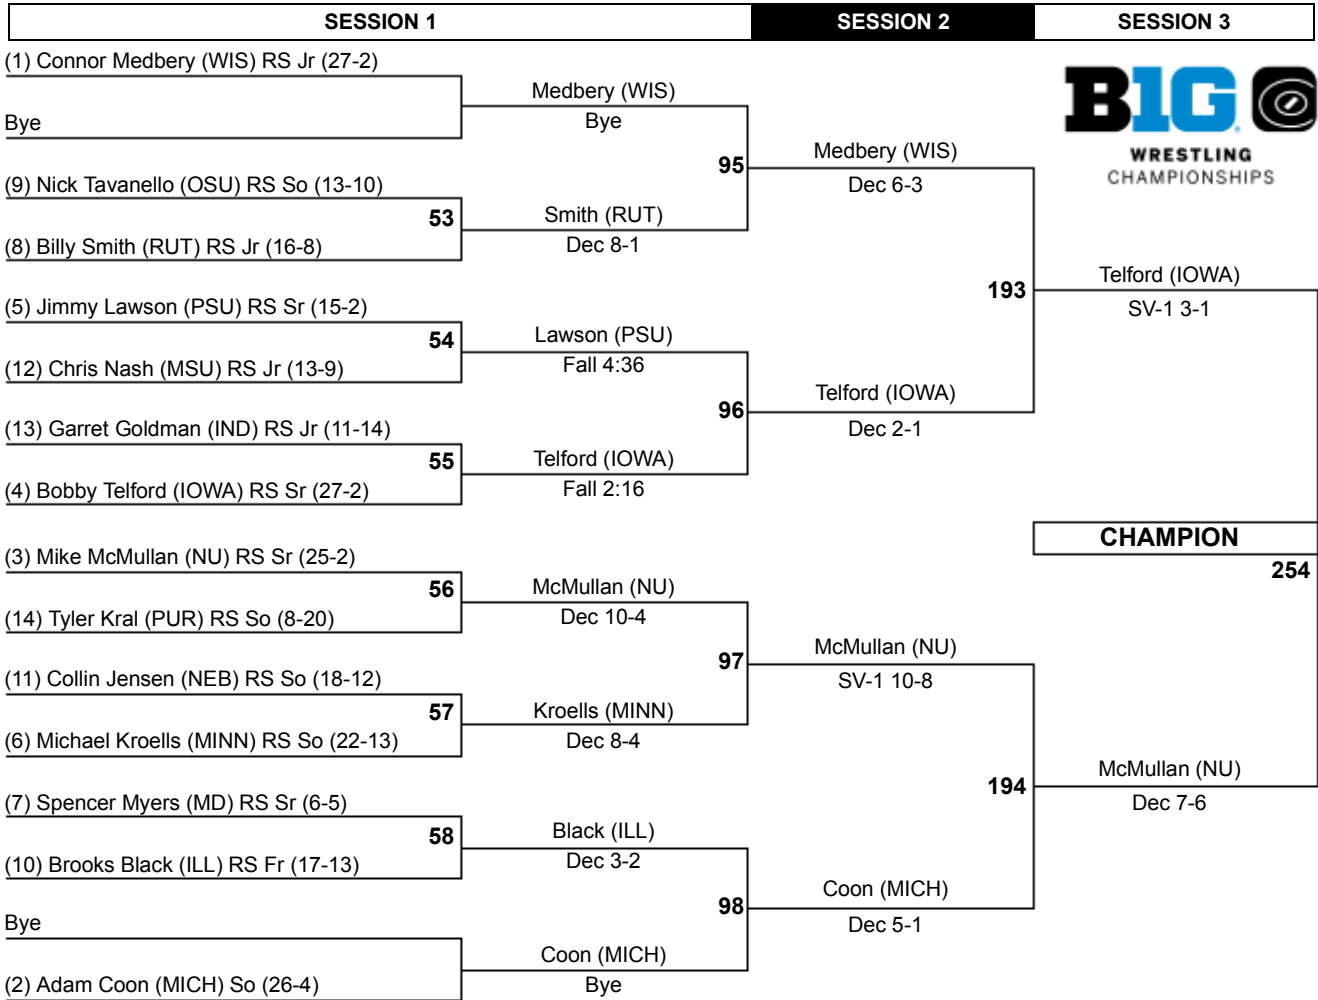 SESSION 1
SESSION 2
SESSION 3
(1) Connor Medbery (WIS) RS Jr (27-2)
Bye
(9) Nick Tavanello (OSU) RS So (13-10)
53
(8) Billy Smith (RUT) RS Jr (16-8)
(5) Jimmy Lawson (PSU) RS Sr (15-2)
54
(12) Chris Nash (MSU) RS Jr (13-9)
(13) Garret Goldman (IND) RS Jr (11-14)
55
(4) Bobby Telford (IOWA) RS Sr (27-2)
(3) Mike McMullan (NU) RS Sr (25-2)
56
(14) Tyler Kral (PUR) RS So (8-20)
(11) Collin Jensen (NEB) RS So (18-12)
57
(6) Michael Kroells (MINN) RS So (22-13)
(7) Spencer Myers (MD) RS Sr (6-5)
58
(10) Brooks Black (ILL) RS Fr (17-13)
Bye
(2) Adam Coon (MICH) So (26-4)
Medbery (WIS)
Bye
95
Smith (RUT)
Dec 8-1
Lawson (PSU)
Fall 4:36
96
Telford (IOWA)
Fall 2:16
McMullan (NU)
Dec 10-4
97
Kroells (MINN)
Dec 8-4
Black (ILL)
Dec 3-2
98
Coon (MICH)
Bye
Medbery (WIS)
Dec 6-3
193
Telford (IOWA)
Dec 2-1
McMullan (NU)
SV-1 10-8
194
Coon (MICH)
Dec 5-1
B1G
WRESTLING
CHAMPIONSHIPS
Telford (IOWA)
SV-1 3-1
CHAMPION
254
McMullan (NU)
Dec 7-6